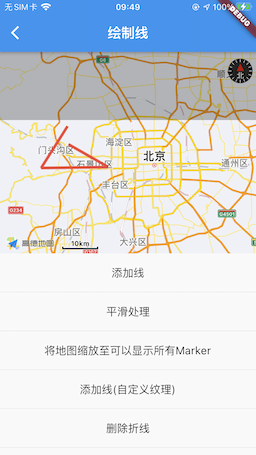 无SIM卡
09:49
100%
DEBUG
绘制线
顺
北
海淀区
门头沟区
北京
石景山区
通州区
丰台区
G234
G4501
房山区
大兴区
高德地图
10km
添加线
平滑处理
将地图缩放至可以显示所有Marker
添加线(自定义纹理)
删除折线